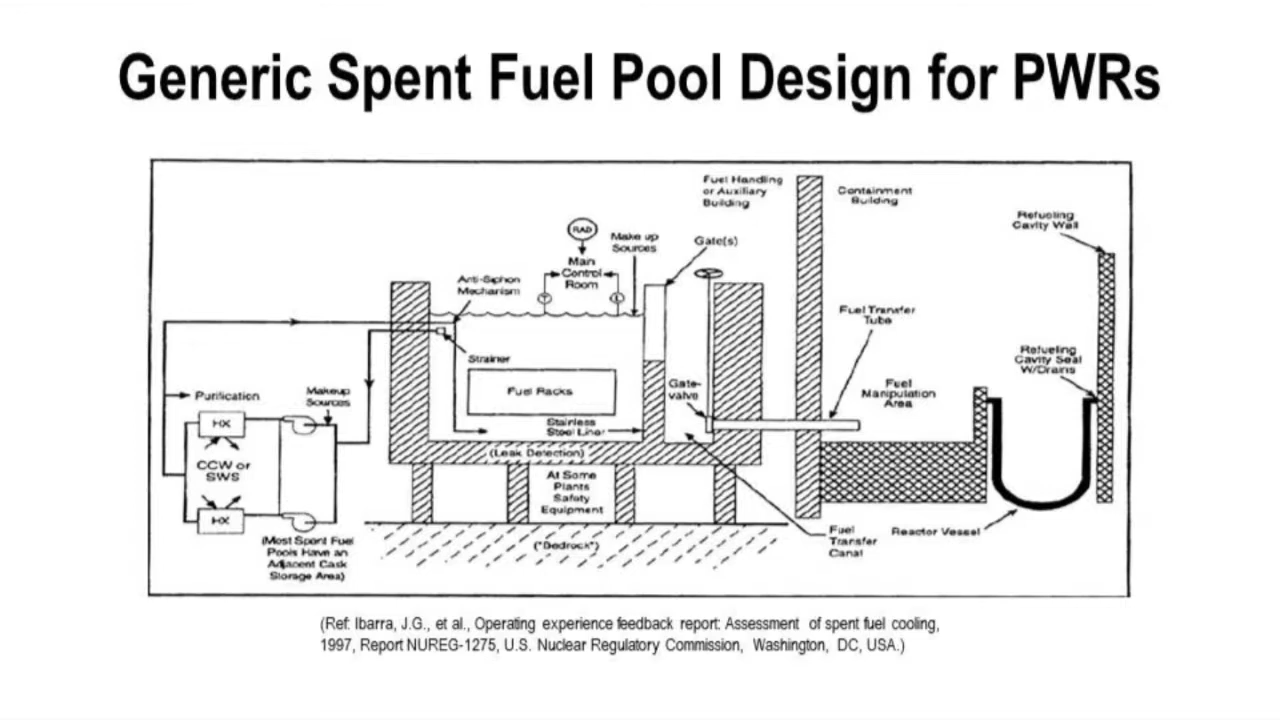 Generic Spent Fuel Pool Design for PWRs
Fuel Handling
or Auxiliary
Building
Containment
Building
Refueling
Cavity Wall
RAD
Make up
Sources
Gate(s)
Main
Control
Room
Anti-Siphon
Mechanism
T
L
Fuel Transfer
Tube
Strainer
Refueling
Cavity Seal
W/Drains
Fuel Racks
Gate-
valve
Fuel
Manipulation
Area
Purification
Makeup
Sources
HX
Stainless
Steel Liner
(Leak Detection)
CCW or
SWS
At Some
Plants
Safety
Equipment
HX
Fuel
Transfer
Canal
Reactor Vessel
("Bedrock")
(Most Spent Fuel
Pools Have an
Adjacent Cask
Storage Area)
(Ref: Ibarra, J.G., et al., Operating experience feedback report: Assessment of spent fuel cooling,
1997, Report NUREG-1275, U.S. Nuclear Regulatory Commission, Washington, DC, USA.)